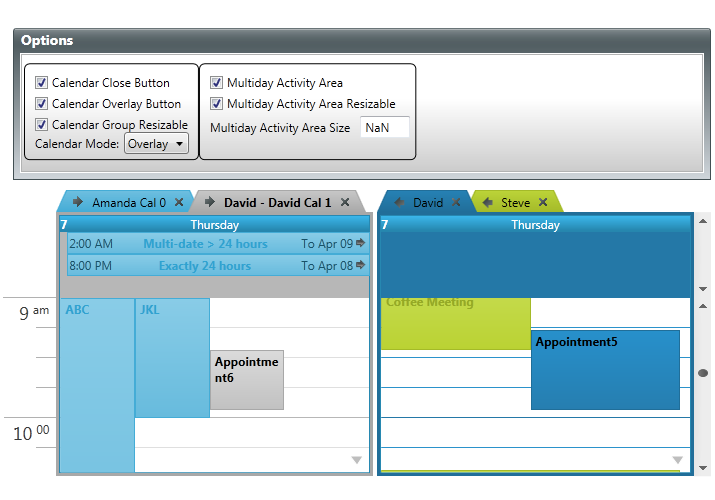 Options
Calendar Close Button
Calendar Overlay Button
Calendar Group Resizable
Calendar Mode: Overlay
Multiday Activity Area
Multiday Activity Area Resizable
Multiday Activity Area Size NaN
Amanda Cal 0 David - David Cal 1 David Steve
7 Thursday 7 Thursday
2:00 AM Multi-date > 24 hours To Apr 09
8:00 PM Exactly 24 hours To Apr 08
9 am
ABC JKL Coffee Meeting
Appointme
nt6
Appointment5
10 00